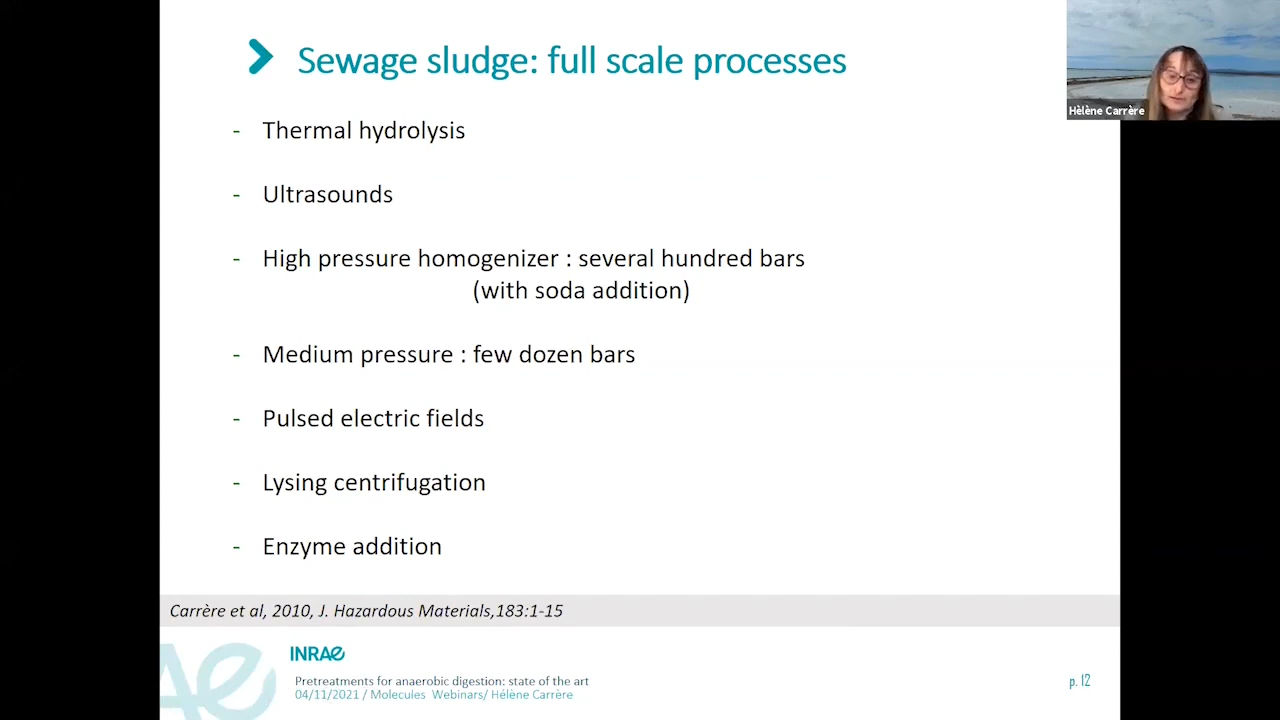 Sewage sludge: full scale processes
Hèlène Carrère
- Thermal hydrolysis
- Ultrasounds
- High pressure homogenizer : several hundred bars
(with soda addition)
- Medium pressure : few dozen bars
- Pulsed electric fields
- Lysing centrifugation
- Enzyme addition
Carrère et al, 2010, J. Hazardous Materials,183:1-15
INRAE
Pretreatments for anaerobic digestion: state of the art
04/11/2021 / Molecules Webinars/ Hélène Carrère
p. 12